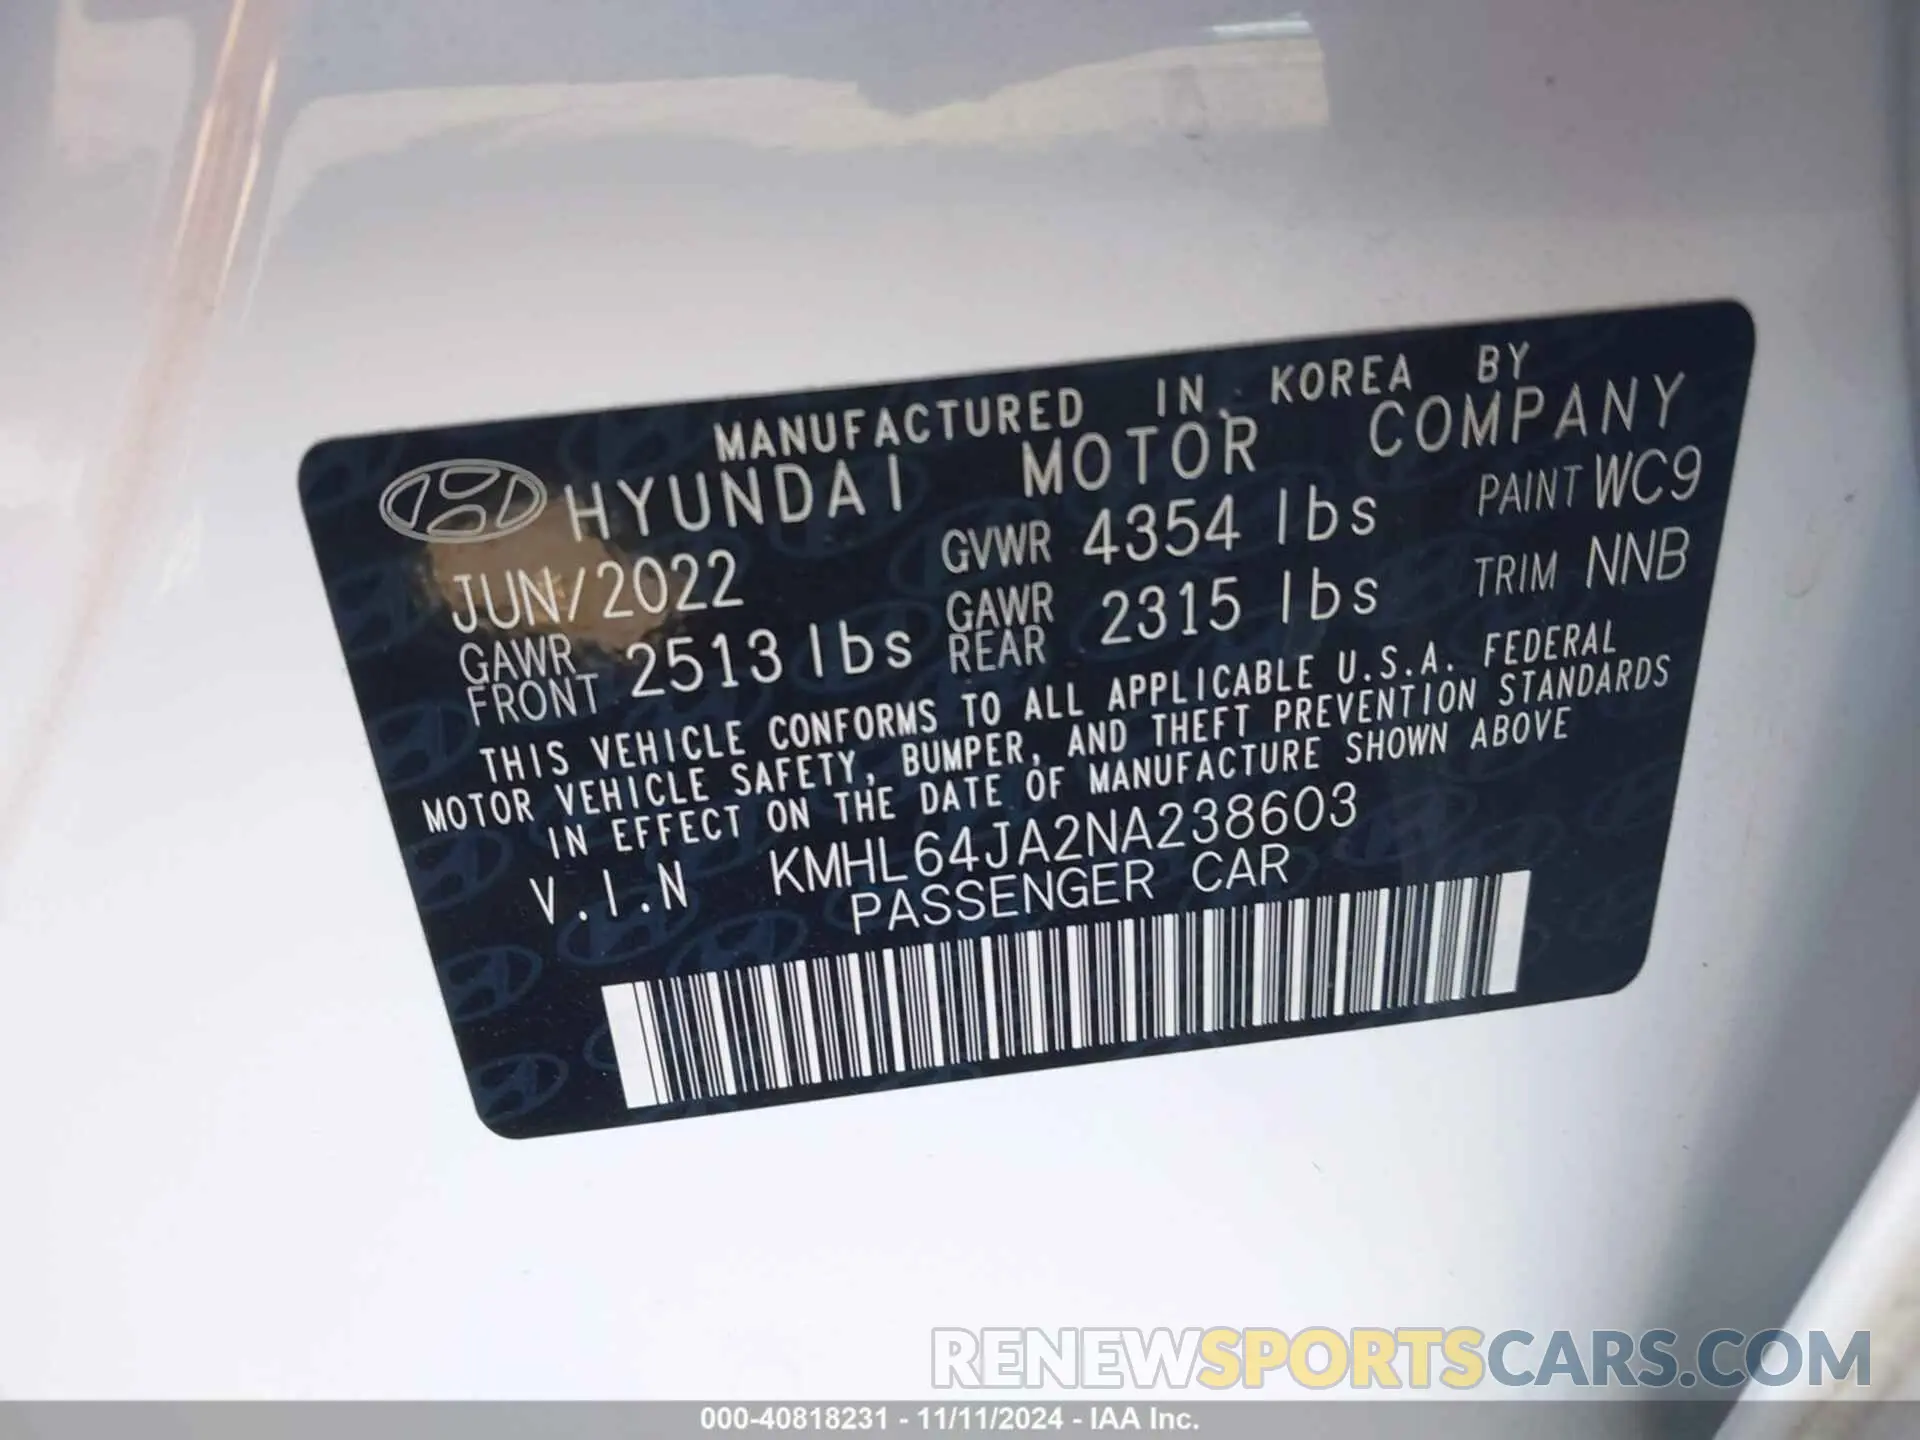 MANUFACTURED IN KOREA BY
HYUNDAI MOTOR COMPANY
JUN/2022 GVWR 4354 lbs PAINT WC9
GAWR FRONT 2513 lbs GAWR REAR 2315 lbs TRIM NNB
THIS VEHICLE CONFORMS TO ALL APPLICABLE U.S.A. FEDERAL
MOTOR VEHICLE SAFETY, BUMPER, AND THEFT PREVENTION STANDARDS
IN EFFECT ON THE DATE OF MANUFACTURE SHOWN ABOVE
V.I.N KMHL64JA2NA238603
PASSENGER CAR
RENEWSPORTSCARS.COM
000-40818231 - 11/11/2024 - IAA Inc.